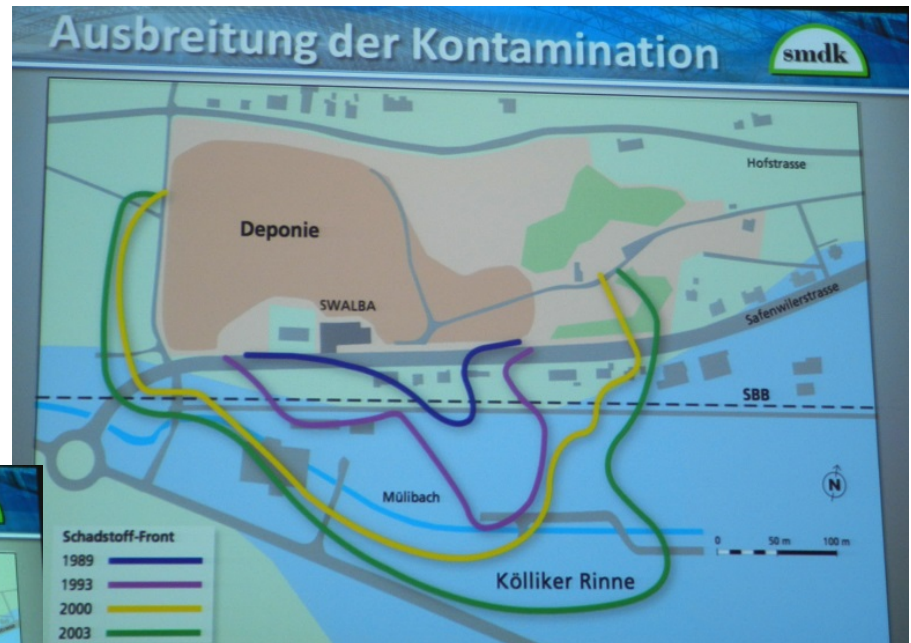 Ausbreitung der Kontamination
smdk
Hofstrasse
Deponie
SWALBA
Safenwilerstrasse
SBB
N
Mülibach
0 50 m 100 m
Kölliker Rinne
Schadstoff-Front
1989
1993
2000
2003